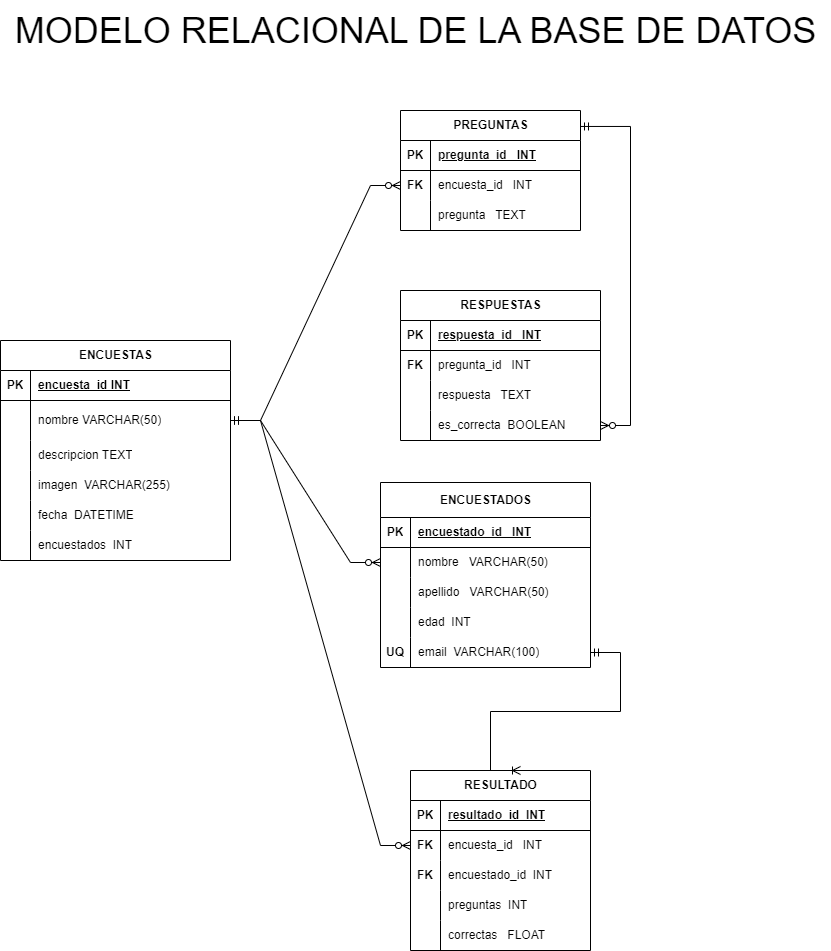 MODELO RELACIONAL DE LA BASE DE DATOS
PREGUNTAS
PK pregunta_id INT
FK encuesta_id INT
pregunta TEXT
RESPUESTAS
PK respuesta_id INT
FK pregunta_id INT
respuesta TEXT
es_correcta BOOLEAN
ENCUESTAS
PK encuesta_id INT
nombre VARCHAR(50)
descripcion TEXT
imagen VARCHAR(255)
fecha DATETIME
encuestados INT
ENCUESTADOS
PK encuestado_id INT
nombre VARCHAR(50)
apellido VARCHAR(50)
edad INT
UQ email VARCHAR(100)
RESULTADO
PK resultado_id INT
FK encuesta_id INT
FK encuestado_id INT
preguntas INT
correctas FLOAT